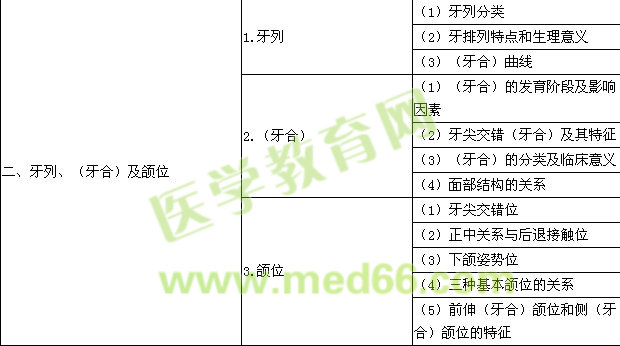 (1)牙列分类
1.牙列
(2)牙排列特点和生理意义
(3)(牙合)曲线
(1)(牙合)的发育阶段及影响
因素
2.(牙合)
(2)牙尖交错(牙合)及其特征
(3)(牙合)的分类及临床意义
二、牙列、(牙合)及颌位
(4)面部结构的关系
(1)牙尖交错位
(2)正中关系与后退接触位
3.颌位
(3)下颌姿势位
(4)三种基本颌位的关系
(5)前伸(牙合)颌位和侧(牙
合)颌位的特征
医学教育网
www.med66.com